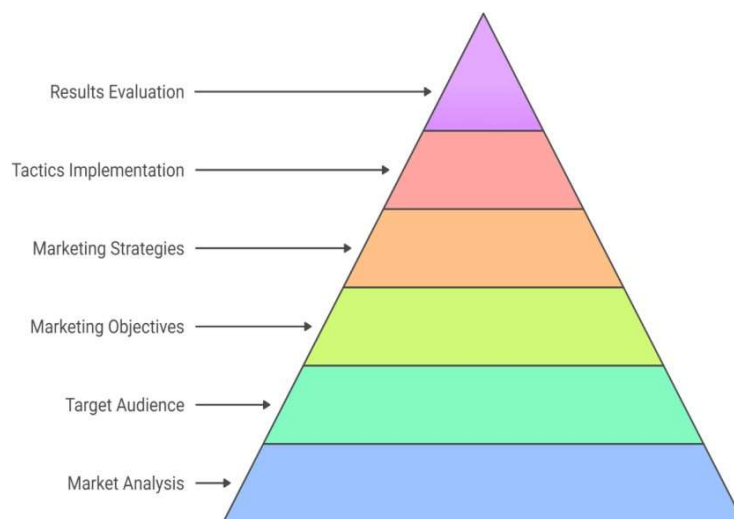 Results Evaluation
Tactics Implementation
Marketing Strategies
Marketing Objectives
Target Audience
Market Analysis